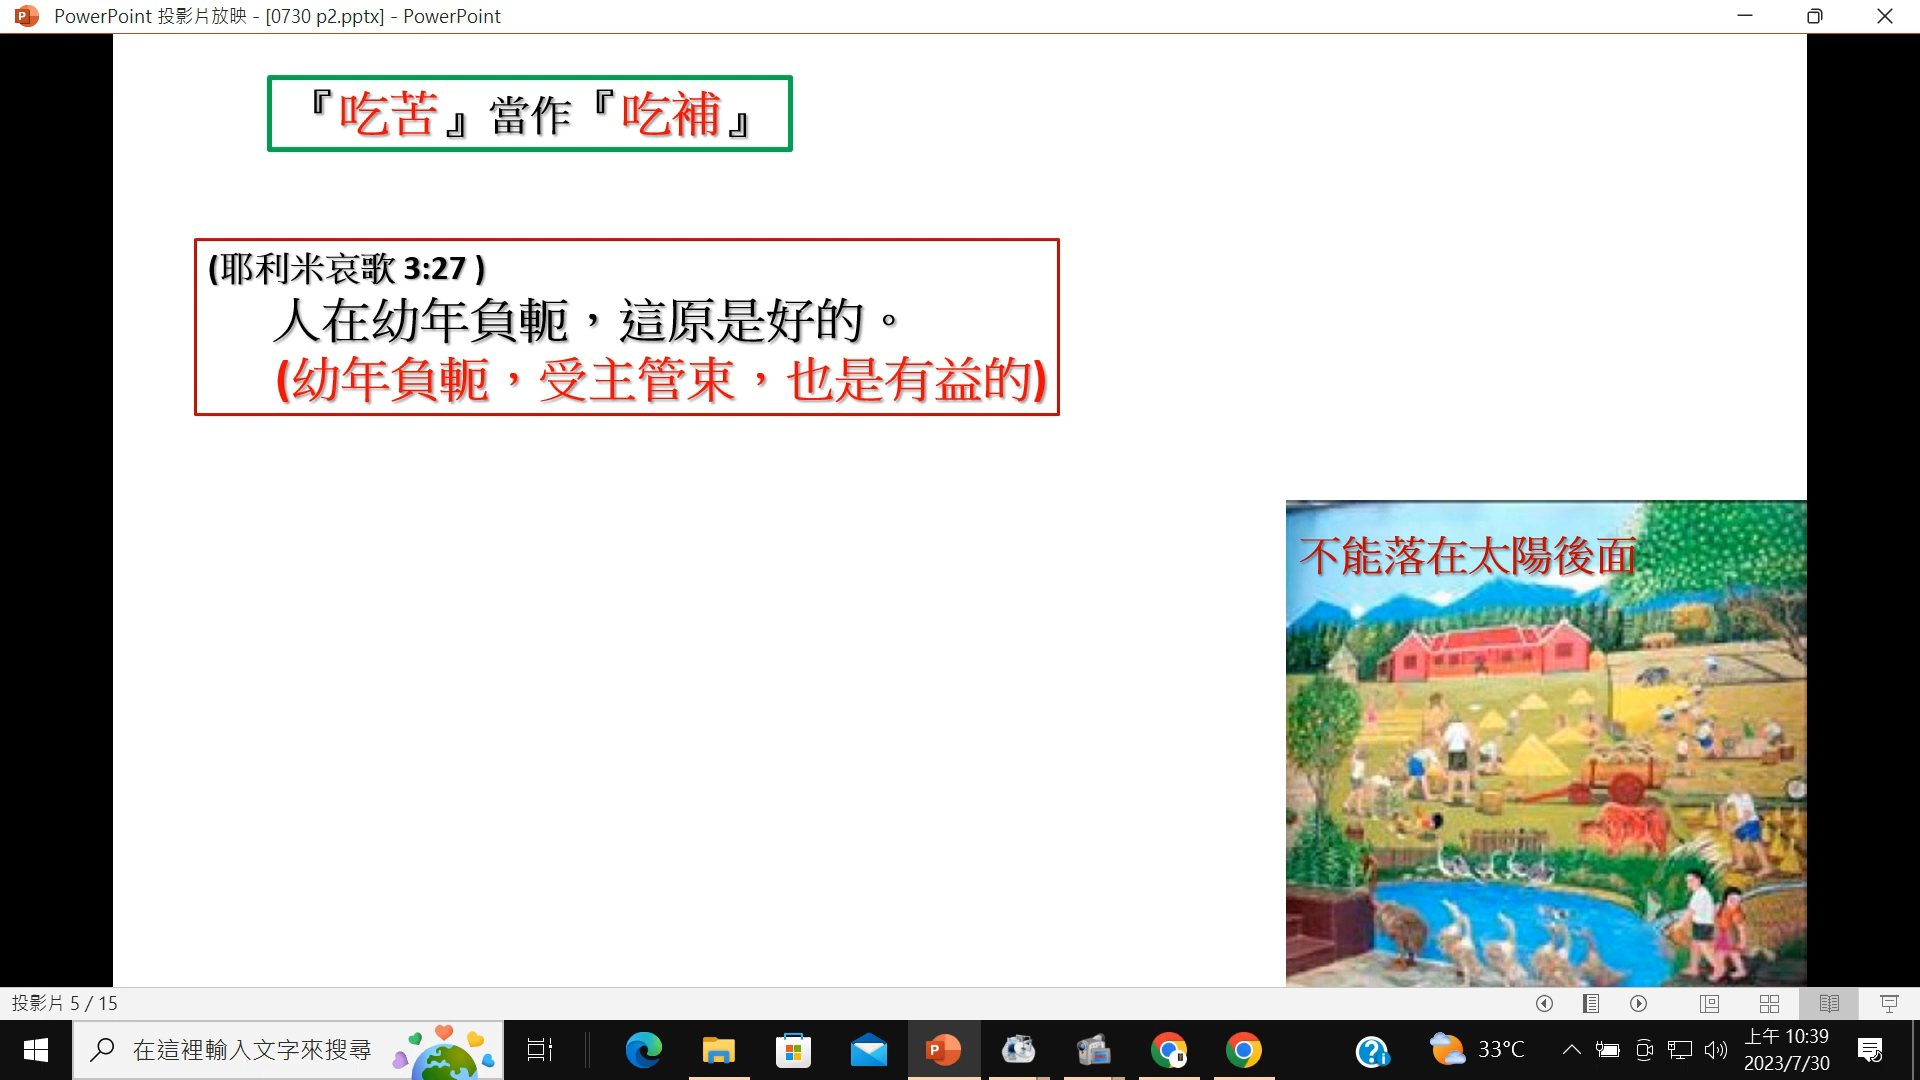 PowerPoint 投影片放映 - [0730 p2.pptx] - PowerPoint
『吃苦』當作『吃補』
(耶利米哀歌 3:27 )
人在幼年負軛，這原是好的。
(幼年負軛，受主管束，也是有益的)
不能落在太陽後面
投影片 5 / 15
在這裡輸入文字來搜尋
33°C
上午 10:39
2023/7/30